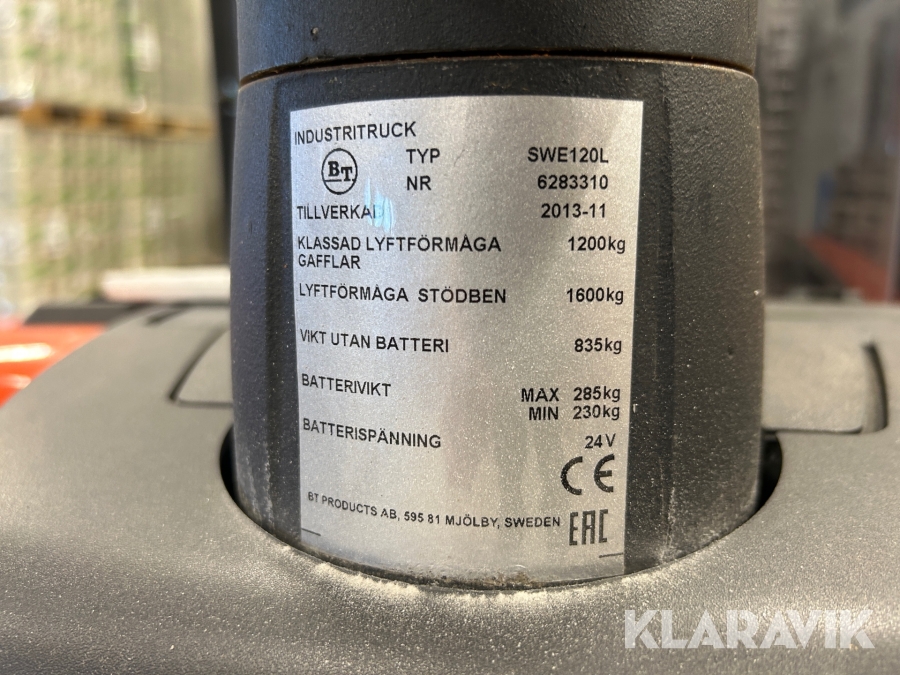 INDUSTRITRUCK
BT TYP SWE120L
NR 6283310
TILLVERKAD 2013-11
KLASSAD LYFTFÖRMÅGA 1200kg
GAFFLAR
LYFTFÖRMÅGA STÖDBEN 1600kg
VIKT UTAN BATTERI 835kg
BATTERIVIKT MAX 285kg
MIN 230kg
BATTERISPÄNNING 24V
CE
BT PRODUCTS AB, 595 81 MJÖLBY, SWEDEN EAC
KLARAVIK